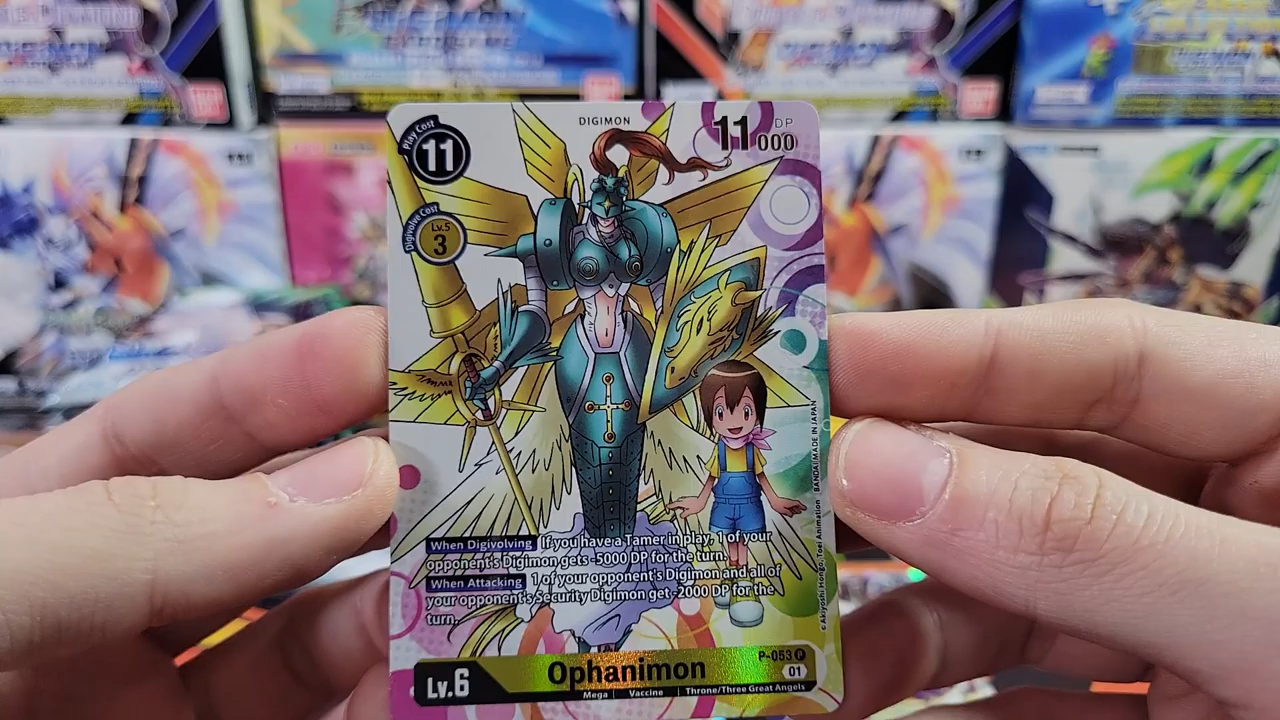 DIGIMON
Play Cost
11
11000
DP
Digivolve Cost
Lv.5
3
When Digivolving If you have a Tamer in play, 1 of your
opponent's Digimon gets -5000 DP for the turn.
When Attacking 1 of your opponent's Digimon and all of
your opponent's Security Digimon get -2000 DP for the
turn.
©Akiyoshi Hongo, Toei Animation BANDAI MADE IN JAPAN
P-053 P
01
Lv.6
Ophanimon
Mega | Vaccine | Throne/Three Great Angels